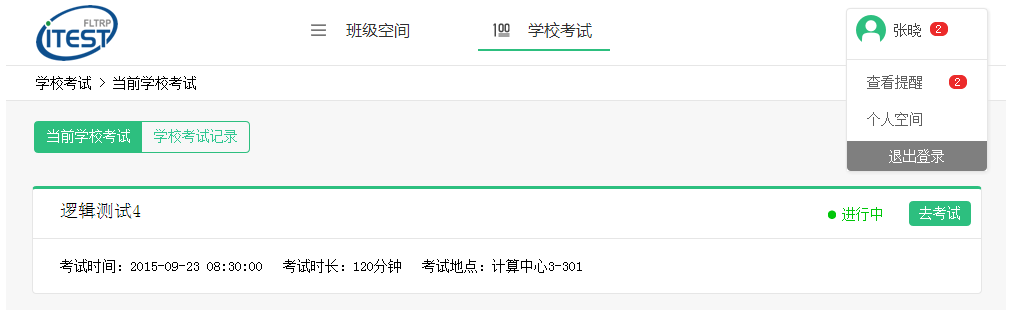 FLTRP
iTEST
班级空间
100 学校考试
张晓 2
学校考试 > 当前学校考试
查看提醒 2
个人空间
退出登录
当前学校考试 学校考试记录
逻辑测试4
进行中 去考试
考试时间：2015-09-23 08:30:00 考试时长：120分钟 考试地点：计算中心3-301